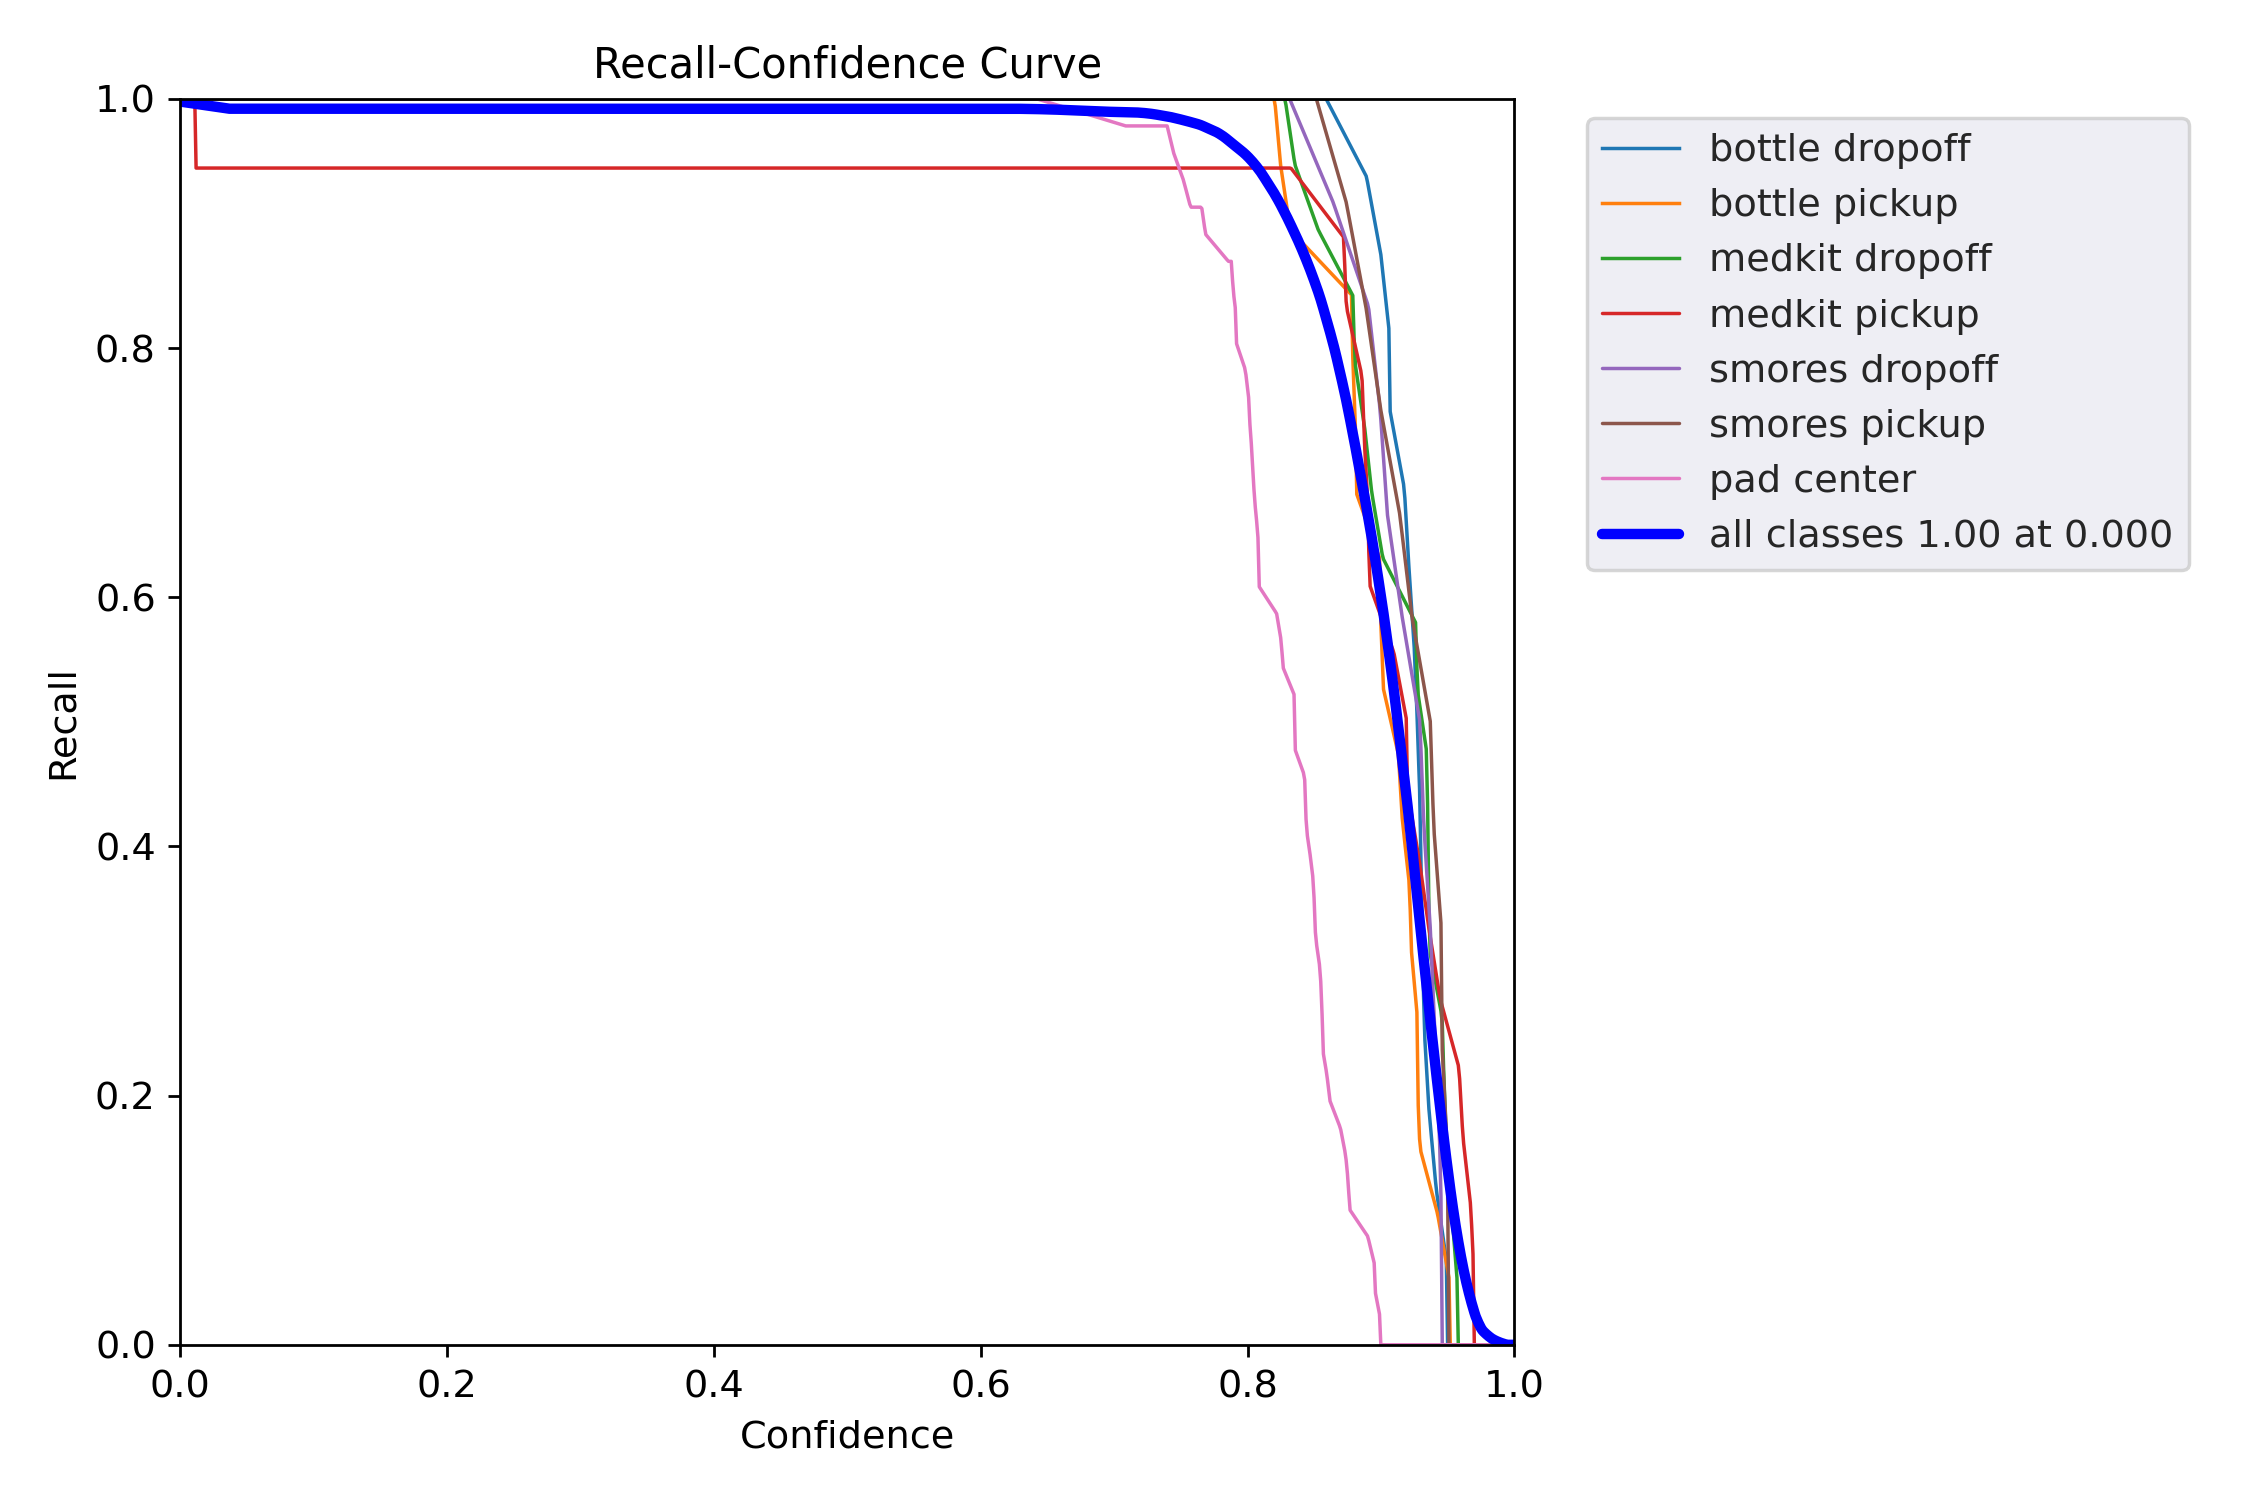 Recall-Confidence Curve
1.0
0.8
0.6
0.4
0.2
0.0
Recall
0.0 0.2 0.4 0.6 0.8 1.0
Confidence
bottle dropoff
bottle pickup
medkit dropoff
medkit pickup
smores dropoff
smores pickup
pad center
all classes 1.00 at 0.000